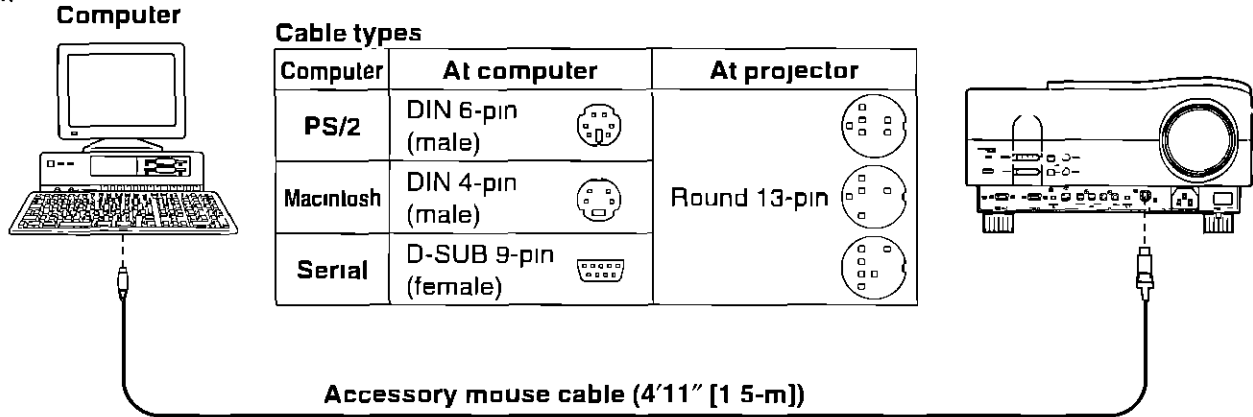 Computer
Cable types
Computer At computer At projector
PS/2 DIN 6-pin (male)
Macintosh DIN 4-pin (male) Round 13-pin
Serial D-SUB 9-pin (female)
Accessory mouse cable (4′11″ [1 5-m])